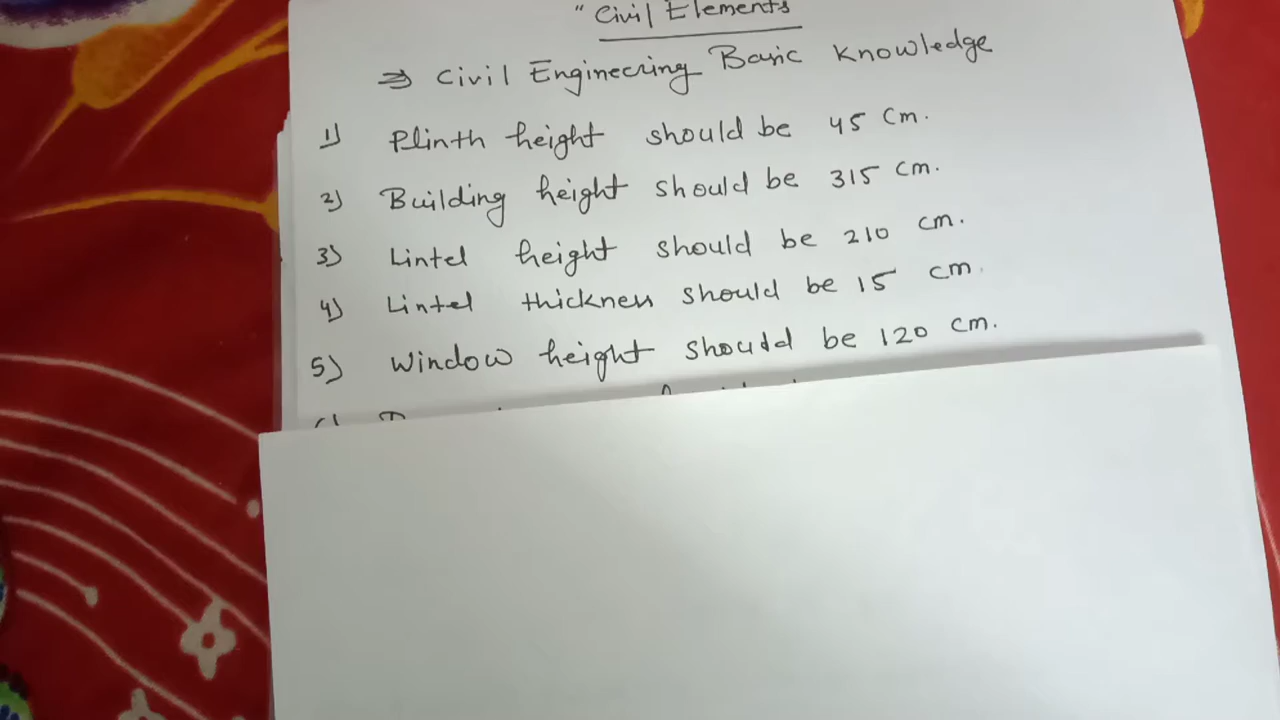 "Civil Elements
⇒ Civil Engineering Basic Knowledge
1) Plinth height should be 45 cm.
2) Building height should be 315 cm.
3) Lintel height should be 210 cm.
4) Lintel thickness should be 15 cm.
5) Window height should be 120 cm.